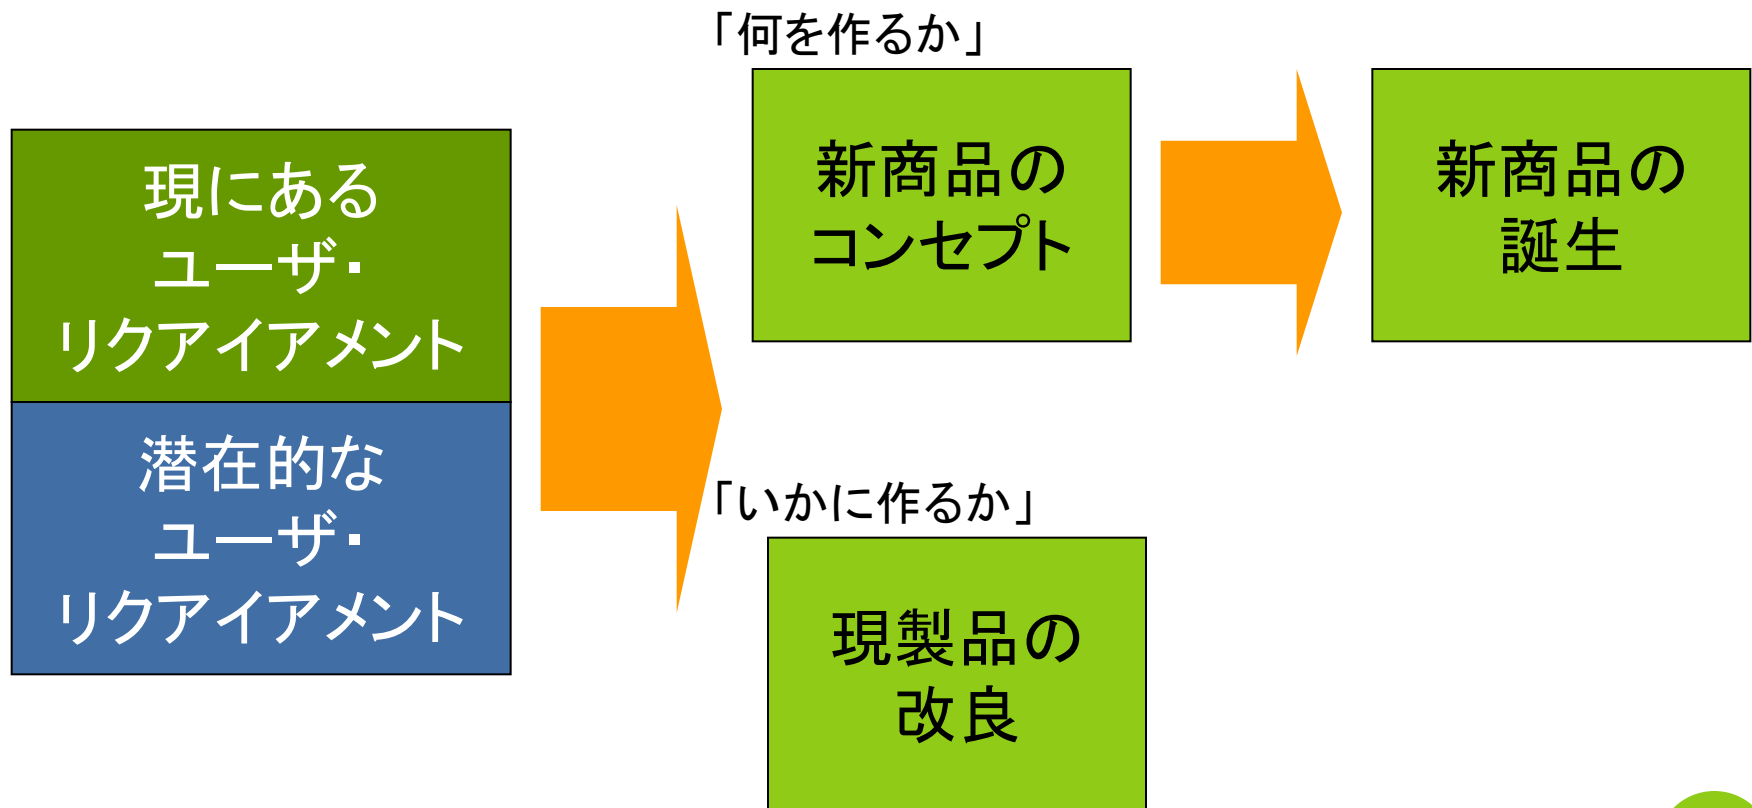 現にある
ユーザ・
リクアイアメント
潜在的な
ユーザ・
リクアイアメント
「何を作るか」
新商品の
コンセプト
新商品の
誕生
「いかに作るか」
現製品の
改良